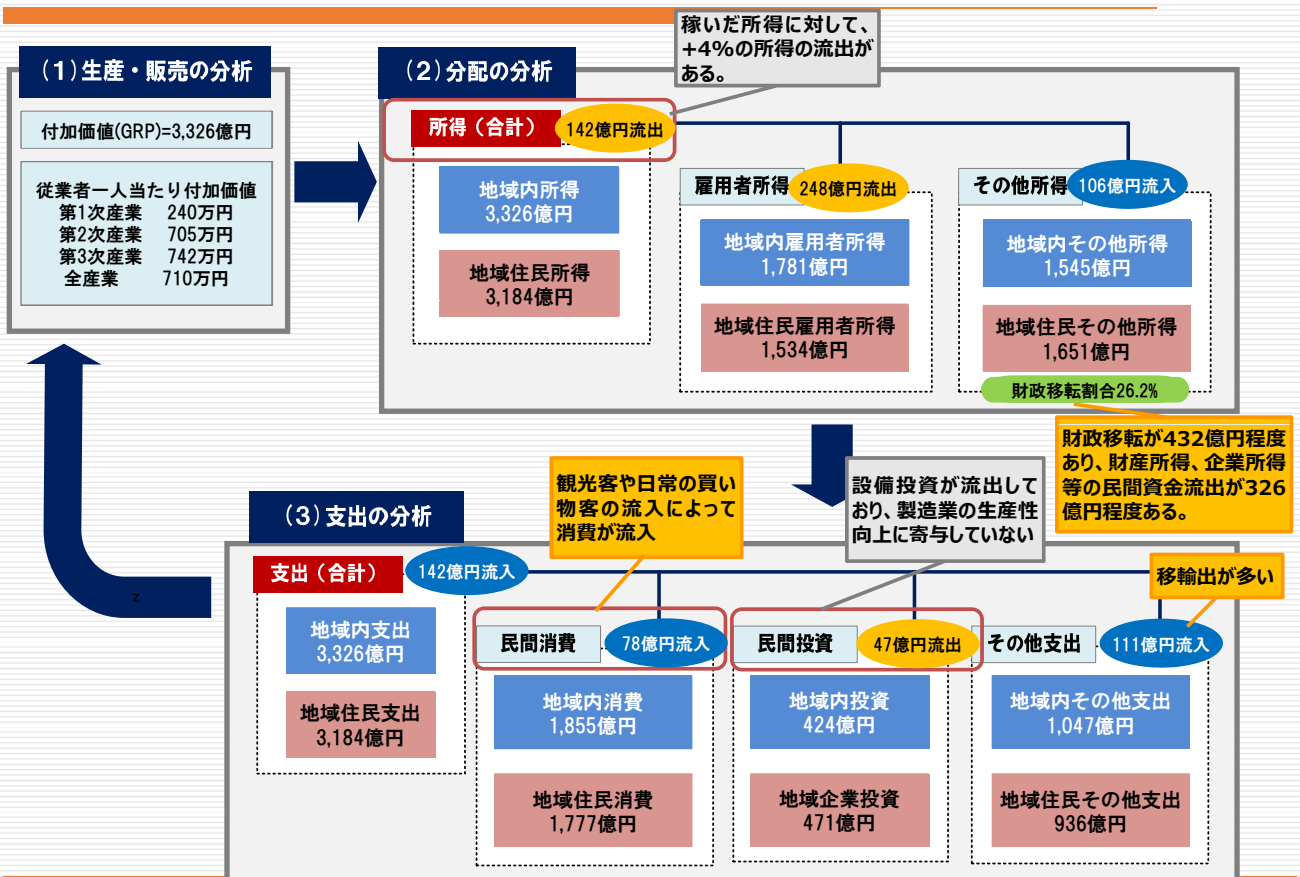 稼いだ所得に対して、
+4%の所得の流出が
ある。
(1)生産・販売の分析
付加価値(GRP)=3,326億円
従業者一人当たり付加価値
第1次産業 240万円
第2次産業 705万円
第3次産業 742万円
全産業 710万円
(2)分配の分析
所得(合計)
142億円流出
地域内所得
3,326億円
地域住民所得
3,184億円
雇用者所得
248億円流出
地域内雇用者所得
1,781億円
地域住民雇用者所得
1,534億円
その他所得
106億円流入
地域内その他所得
1,545億円
地域住民その他所得
1,651億円
財政移転割合26.2%
財政移転が432億円程度
あり、財産所得、企業所得
等の民間資金流出が326
億円程度ある。
観光客や日常の買い
物客の流入によって
消費が流入
設備投資が流出して
おり、製造業の生産性
向上に寄与していない
移輸出が多い
(3)支出の分析
支出(合計)
142億円流入
地域内支出
3,326億円
地域住民支出
3,184億円
民間消費
78億円流入
地域内消費
1,855億円
地域住民消費
1,777億円
民間投資
47億円流出
地域内投資
424億円
地域企業投資
471億円
その他支出
111億円流入
地域内その他支出
1,047億円
地域住民その他支出
936億円
z